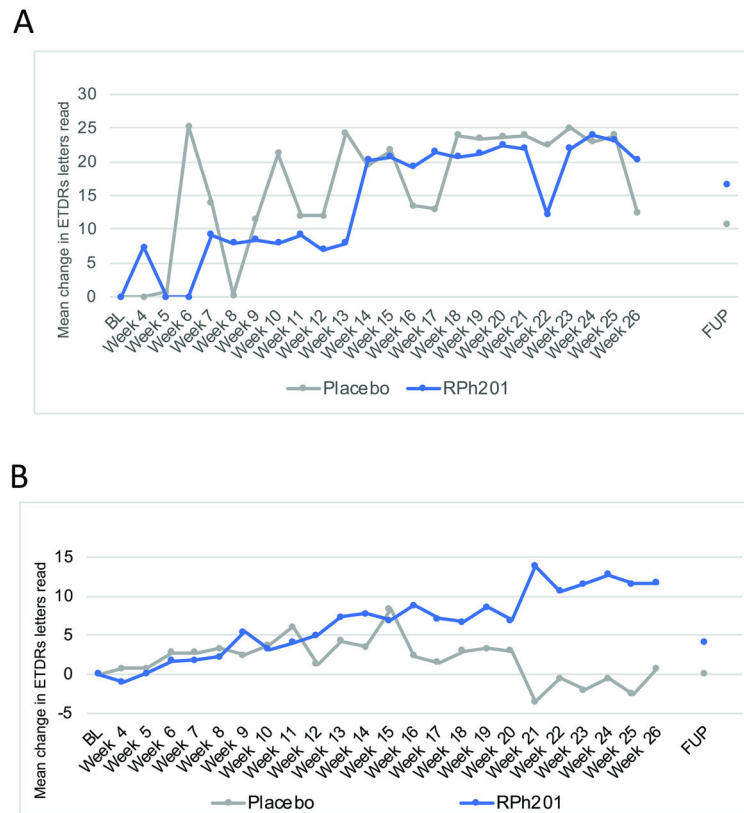 A
Mean change in ETDRs letters read
30
25
20
15
10
5
0
BL
Week 4
Week 5
Week 6
Week 7
Week 8
Week 9
Week 10
Week 11
Week 12
Week 13
Week 14
Week 15
Week 16
Week 17
Week 18
Week 19
Week 20
Week 21
Week 22
Week 23
Week 24
Week 25
Week 26
FUP
Placebo RPh201
B
Mean change in ETDRs letters read
15
10
5
0
-5
BL
Week 4
Week 5
Week 6
Week 7
Week 8
Week 9
Week 10
Week 11
Week 12
Week 13
Week 14
Week 15
Week 16
Week 17
Week 18
Week 19
Week 20
Week 21
Week 22
Week 23
Week 24
Week 25
Week 26
FUP
Placebo RPh201